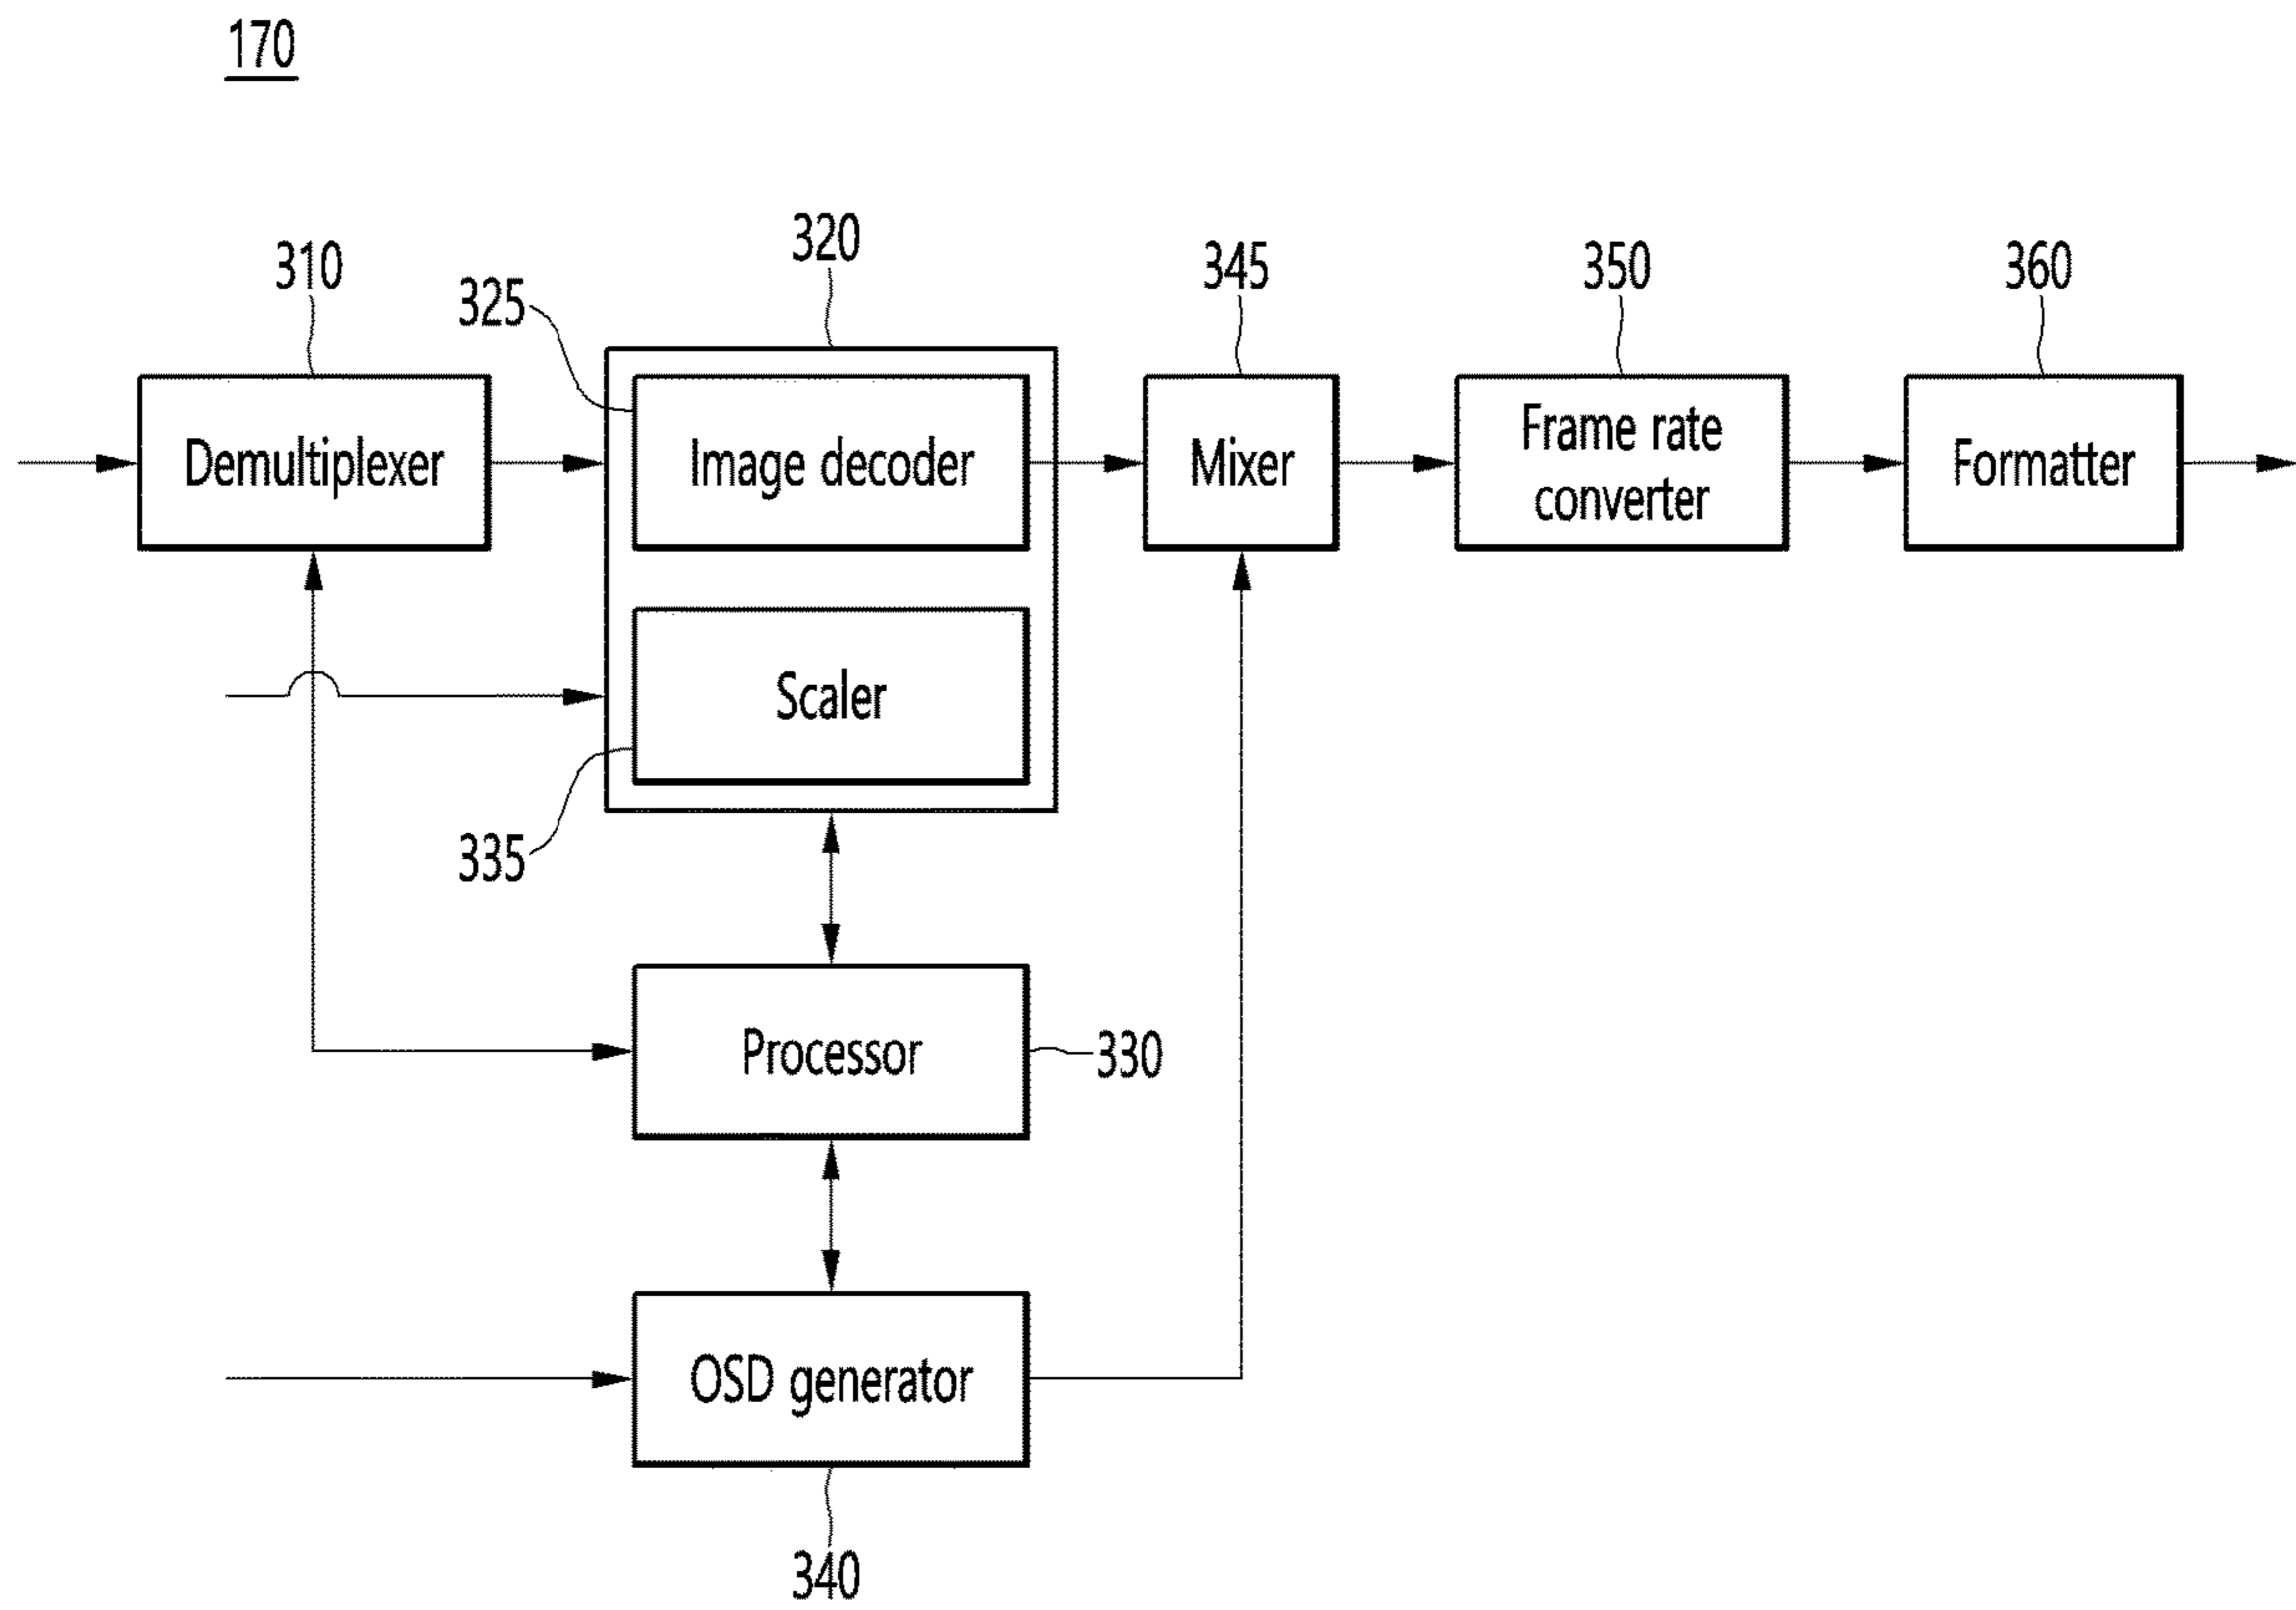 170
310
325
320
345
350
360
Demultiplexer
Image decoder
Mixer
Frame rate
converter
Formatter
Scaler
335
Processor
330
OSD generator
340